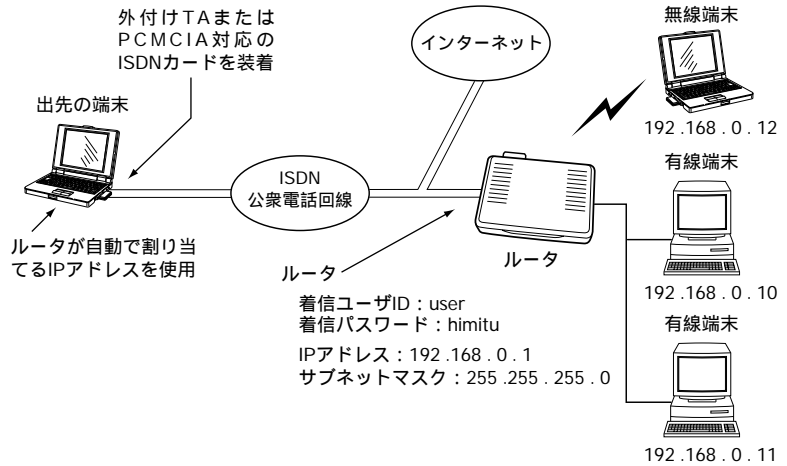 外付けTAまたは
PCMCIA対応の
ISDNカードを装着
出先の端末
ルータが自動で割り当
てるIPアドレスを使用
ISDN
公衆電話回線
インターネット
ルータ
着信ユーザID：user
着信パスワード：himitu
IPアドレス：192 .168 . 0 . 1
サブネットマスク：255 .255 . 255 . 0
ルータ
無線端末
192 .168 . 0 . 12
有線端末
192 .168 . 0 . 10
有線端末
192 .168 . 0 . 11